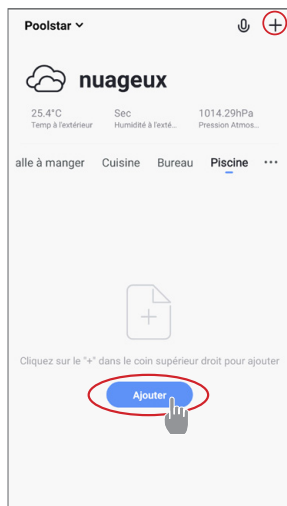 Poolstar
nuageux
25.4°C Sec 1014.29hPa
Temp à l'extérieur Humidité à l'exté... Pression Atmos...
alle à manger Cuisine Bureau Piscine ...
Cliquez sur le "+" dans le coin supérieur droit pour ajouter
Ajouter